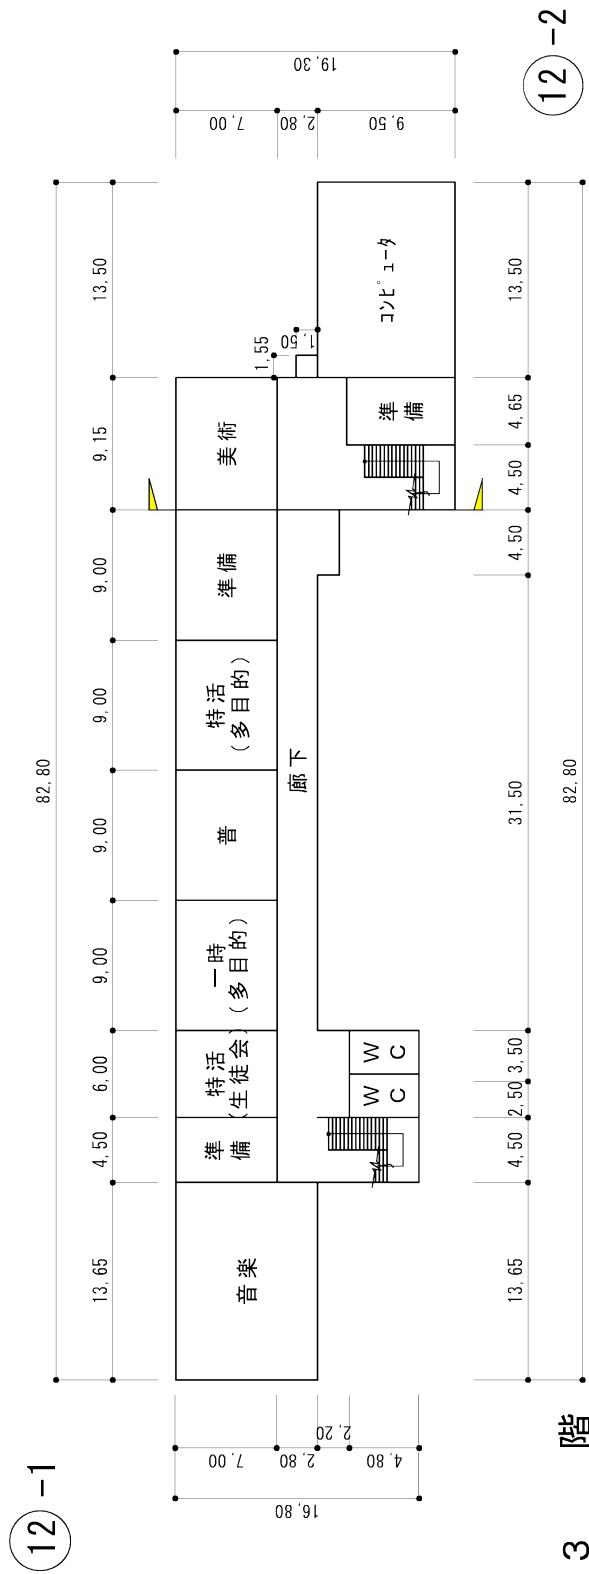 12 -1
82,80
13,65
4,50
6,00
9,00
9,00
9,00
9,00
9,15
13,50
16,80
7,00
2,80
2,20
4,80
音楽
準備
特活
(生徒会)
一時
(多目的)
普
特活
(多目的)
準備
美術
1,55
1,50
7,00
2,80
9,50
19,30
廊下
WC
WC
準備
コンピュータ
13,65
4,50
2,50
3,50
31,50
4,50
4,50
4,65
13,50
82,80
12 -2
3 階